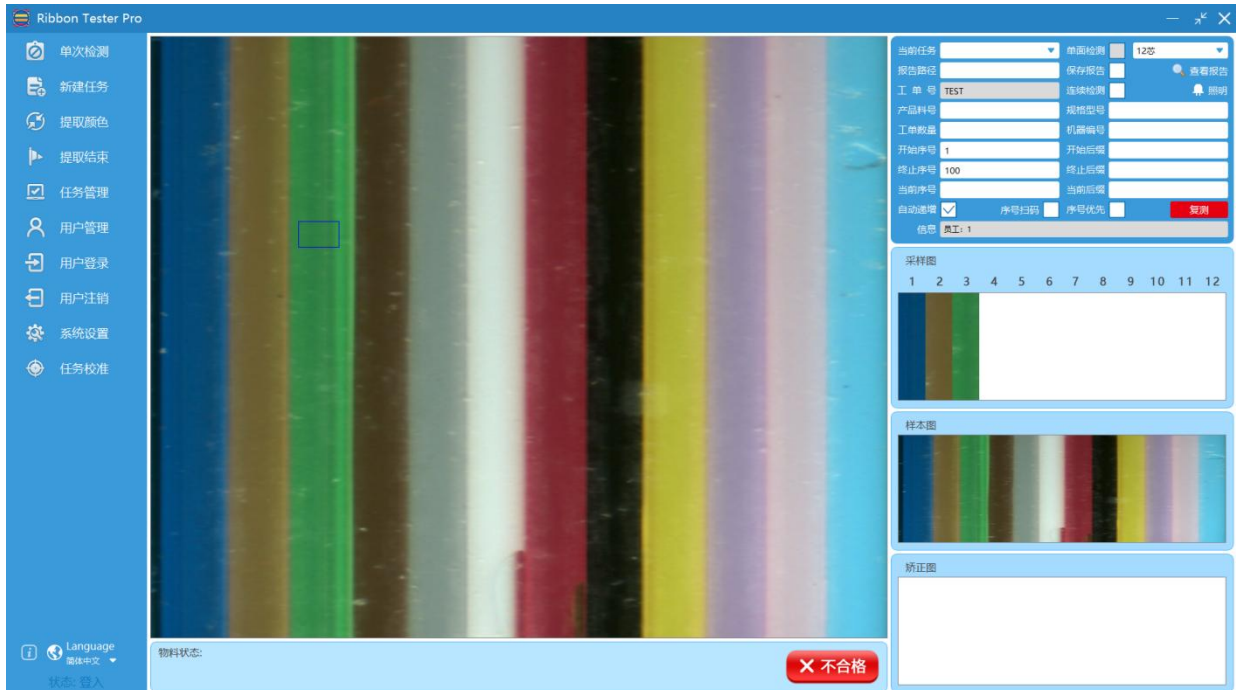 Ribbon Tester Pro
单次检测
新建任务
提取颜色
提取结束
任务管理
用户管理
用户登录
用户注销
系统设置
任务校准
Language
简体中文
状态: 登入
当前任务 单面检测 12芯
报告路径 保存报告 查看报告
工 单 号 TEST 连续检测 照明
产品料号 规格型号
工单数量 机器编号
开始序号 1 开始后缀
终止序号 100 终止后缀
当前序号 当前后缀
自动递增 序号扫码 序号优先 复测
信息 员工: 1
采样图
1 2 3 4 5 6 7 8 9 10 11 12
样本图
矫正图
物料状态:
不合格